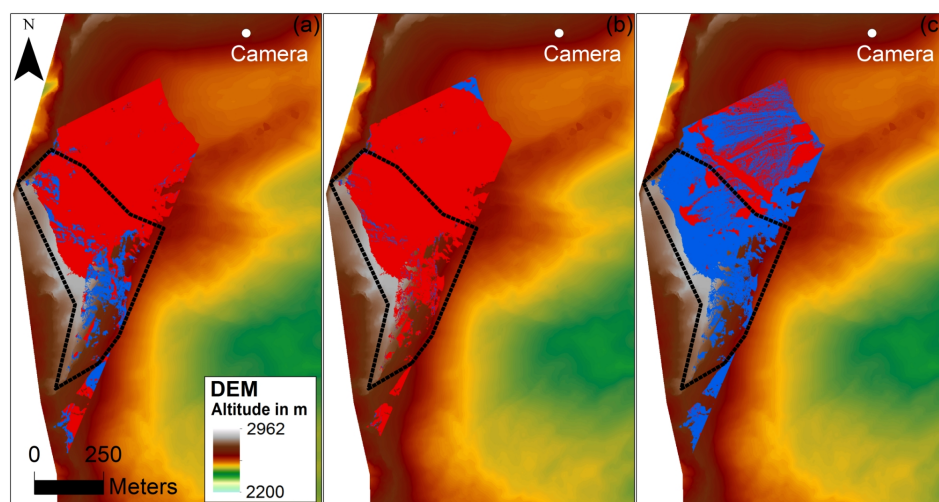 N
(a)
Camera
(b)
Camera
(c)
Camera
DEM
Altitude in m
2962
2200
0 250
Meters